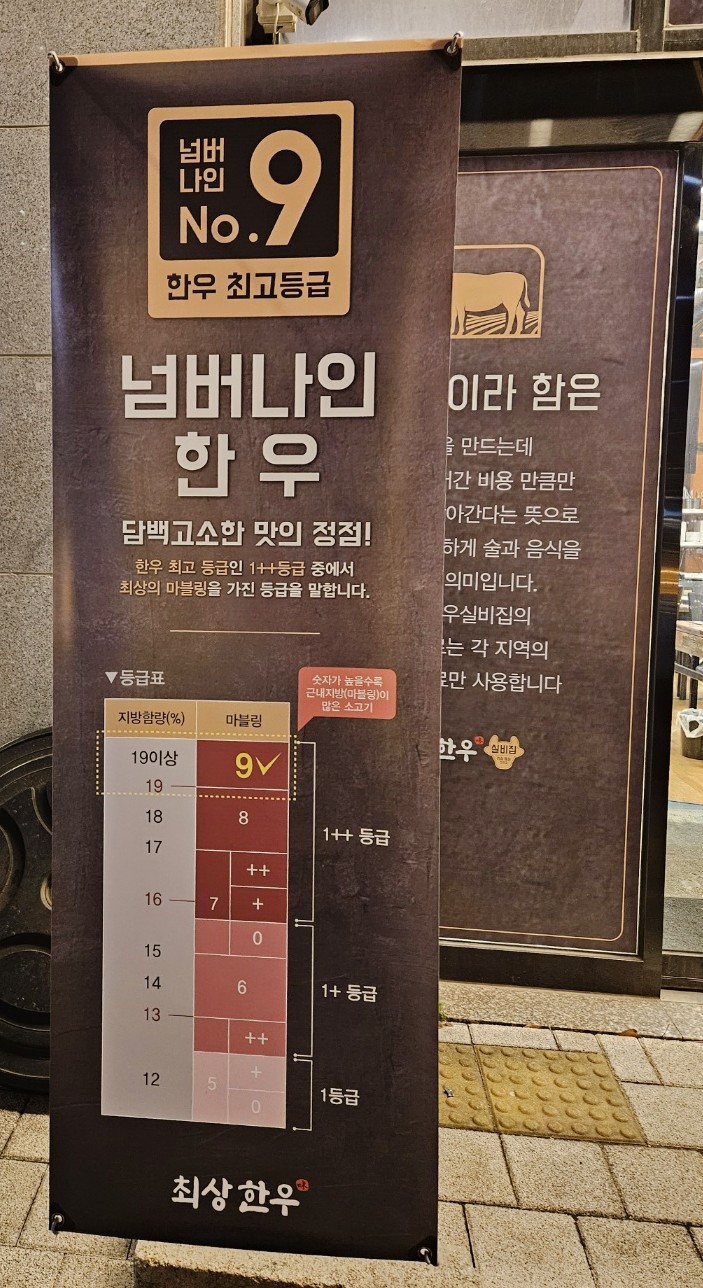 넘버
나인
No.9
한우 최고등급
넘버나인
한우
담백고소한 맛의 정점!
한우 최고 등급인 1++등급 중에서
최상의 마블링을 가진 등급을 말합니다.
▼등급표
숫자가 높을수록
근내지방(마블링)이
많은 소고기
지방함량(%)
마블링
19이상
9✓
19
18
8
17
++
1++ 등급
16
7
+
0
15
14
6
1+ 등급
13
++
12
5
+
0
1등급
최상한우
이라 함은
만드는데
비용 만큼만
아간다는 뜻으로
하게 술과 음식을
의미입니다.
우실비집의
는 각 지역의
만 사용합니다
한우
실비집